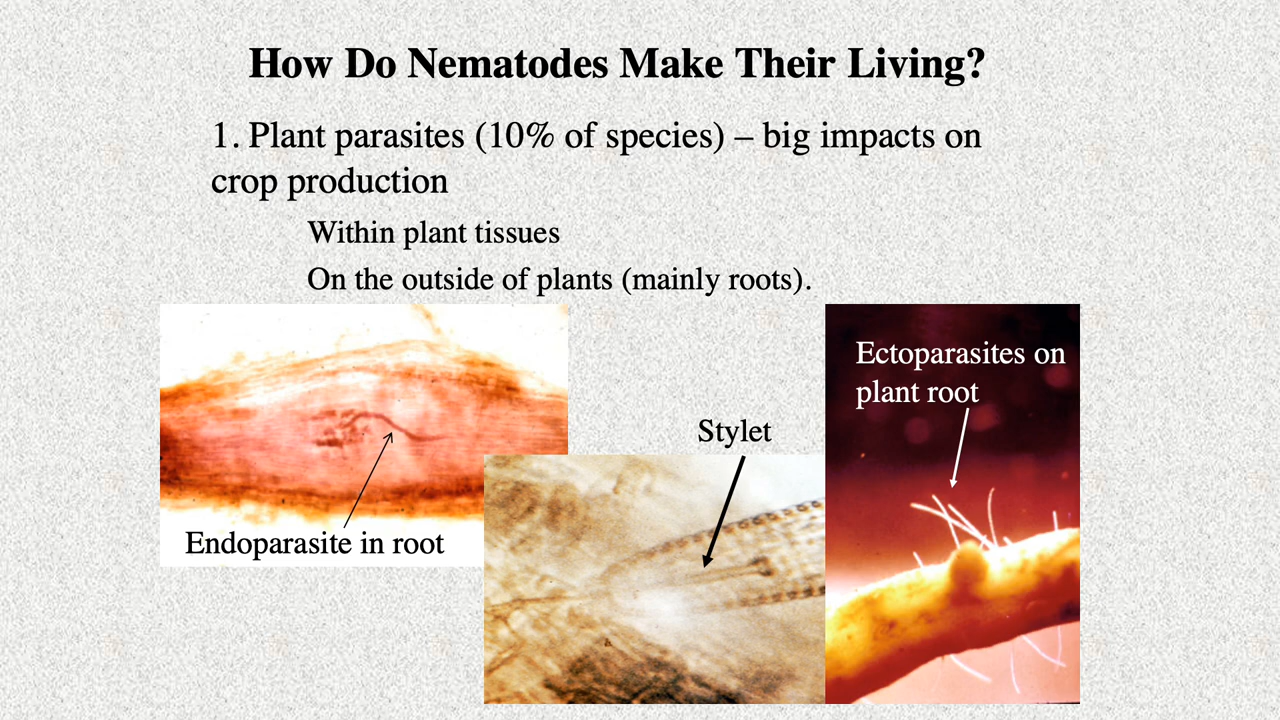 How Do Nematodes Make Their Living?
1. Plant parasites (10% of species) – big impacts on
crop production
Within plant tissues
On the outside of plants (mainly roots).
Ectoparasites on
plant root
Stylet
Endoparasite in root